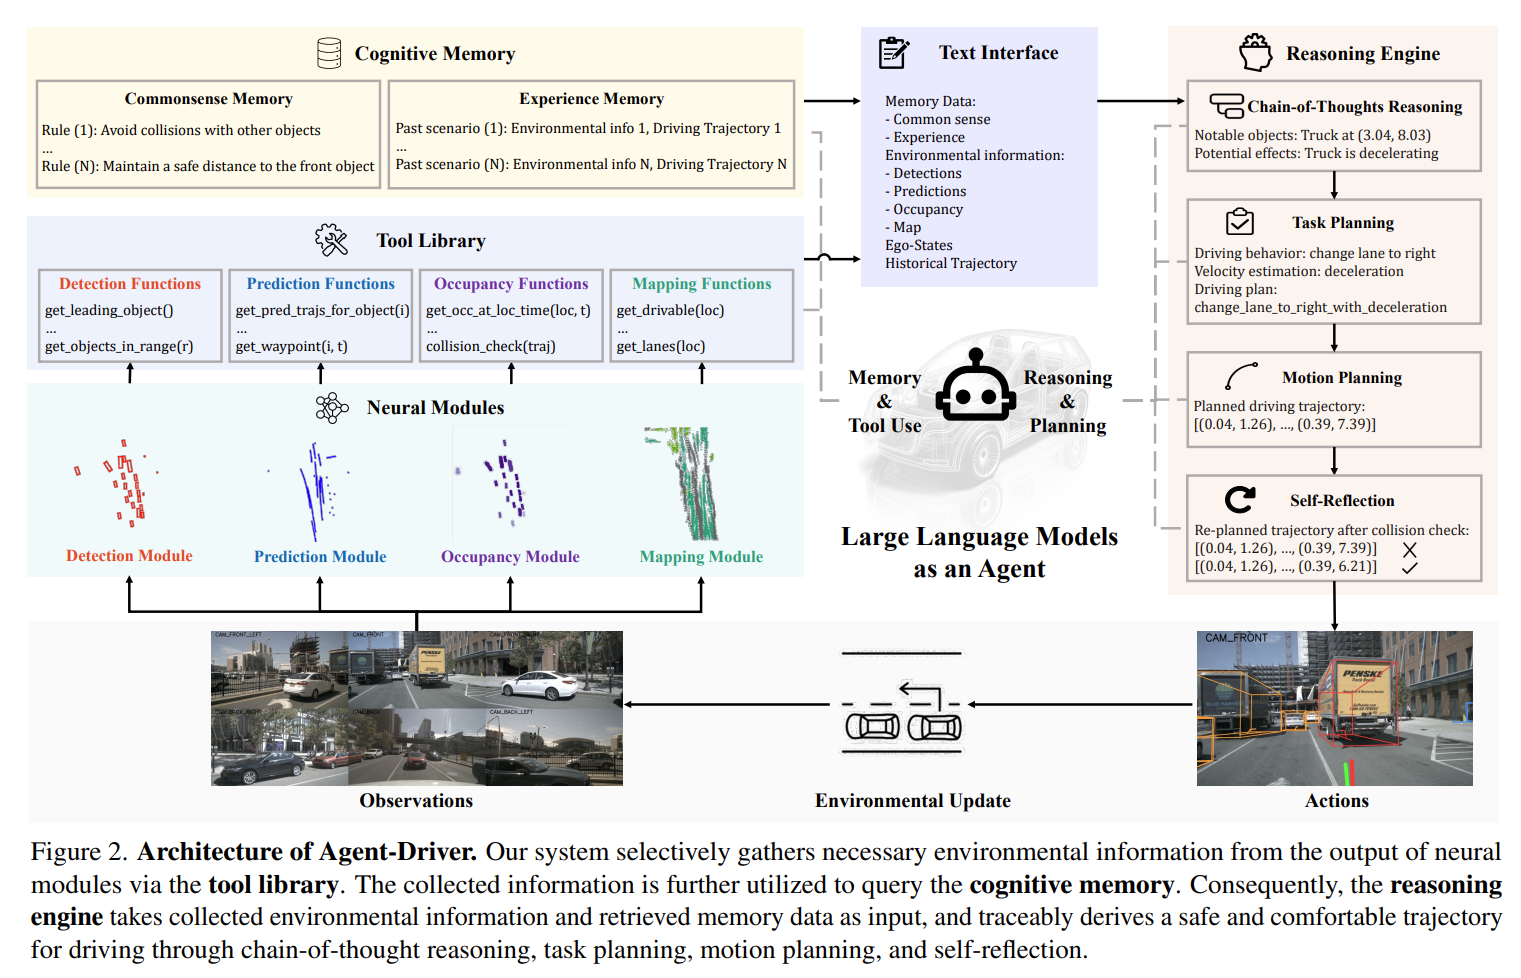 Cognitive Memory
Commonsense Memory
Rule (1): Avoid collisions with other objects
...
Rule (N): Maintain a safe distance to the front object
Experience Memory
Past scenario (1): Environmental info 1, Driving Trajectory 1
...
Past scenario (N): Environmental info N, Driving Trajectory N
Tool Library
Detection Functions
get_leading_object()
...
get_objects_in_range(r)
Prediction Functions
get_pred_trajs_for_object(i)
...
get_waypoint(i, t)
Occupancy Functions
get_occ_at_loc_time(loc, t)
...
collision_check(traj)
Mapping Functions
get_drivable(loc)
...
get_lanes(loc)
Neural Modules
Detection Module
Prediction Module
Occupancy Module
Mapping Module
Text Interface
Memory Data:
- Common sense
- Experience
Environmental information:
- Detections
- Predictions
- Occupancy
- Map
Ego-States
Historical Trajectory
Memory
&
Tool Use
Reasoning
&
Planning
Large Language Models
as an Agent
Reasoning Engine
Chain-of-Thoughts Reasoning
Notable objects: Truck at (3.04, 8.03)
Potential effects: Truck is decelerating
Task Planning
Driving behavior: change lane to right
Velocity estimation: deceleration
Driving plan:
change_lane_to_right_with_deceleration
Motion Planning
Planned driving trajectory:
[(0.04, 1.26), ..., (0.39, 7.39)]
Self-Reflection
Re-planned trajectory after collision check:
[(0.04, 1.26), ..., (0.39, 7.39)]
[(0.04, 1.26), ..., (0.39, 6.21)]
CAM_FRONT_LEFT
CAM_FRONT
PENSKE
CAM_BACK_LEFT
Observations
Environmental Update
CAM_FRONT
PENSKE
Actions
Figure 2. Architecture of Agent-Driver. Our system selectively gathers necessary environmental information from the output of neural
modules via the tool library. The collected information is further utilized to query the cognitive memory. Consequently, the reasoning
engine takes collected environmental information and retrieved memory data as input, and traceably derives a safe and comfortable trajectory
for driving through chain-of-thought reasoning, task planning, motion planning, and self-reflection.